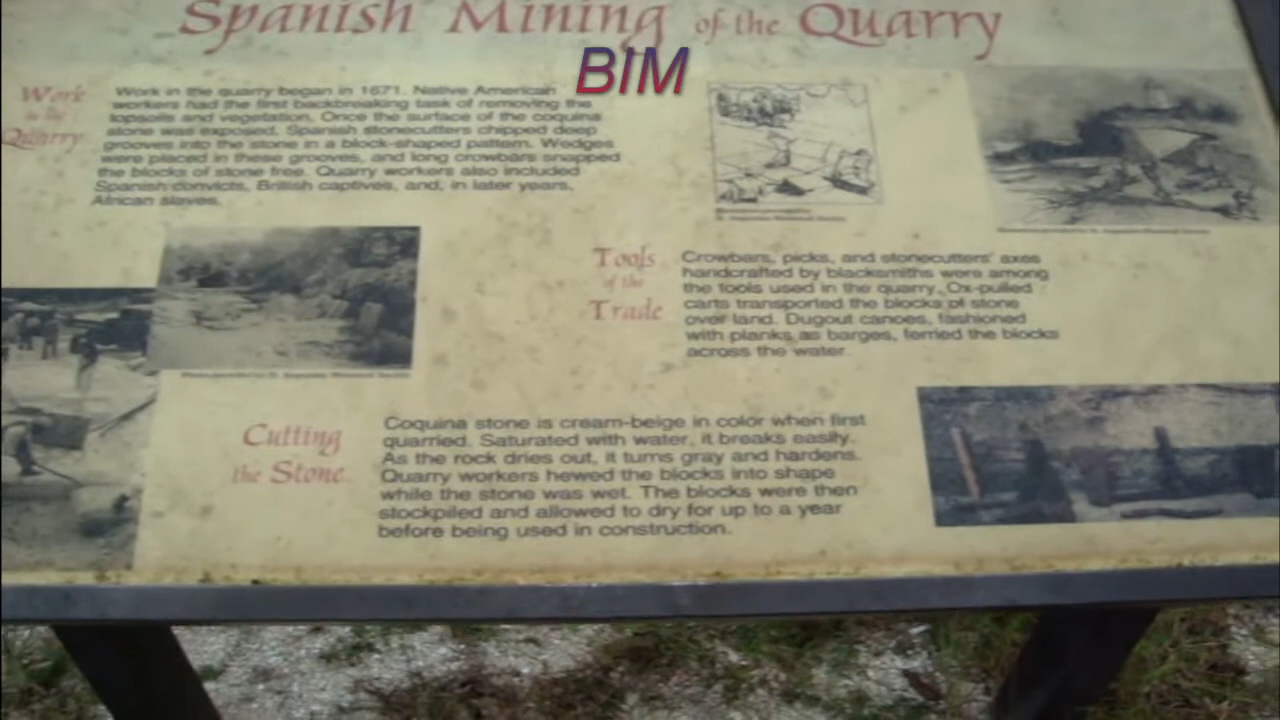 Spanish Mining of the Quarry
BIM
Work
in the
Quarry
Work in the quarry began in 1671. Native American
workers had the first backbreaking task of removing the
topsoils and vegetation. Once the surface of the coquina
stone was exposed, Spanish stonecutters chipped deep
grooves into the stone in a block-shaped pattern. Wedges
were placed in these grooves, and long crowbars snapped
the blocks of stone free. Quarry workers also included
Spanish convicts, British captives, and, in later years,
African slaves.
Tools
of the
Trade
Crowbars, picks, and stonecutters' axes
handcrafted by blacksmiths were among
the tools used in the quarry. Ox-pulled
carts transported the blocks of stone
over land. Dugout canoes, fashioned
with planks as barges, ferried the blocks
across the water.
Cutting
the Stone
Coquina stone is cream-beige in color when first
quarried. Saturated with water, it breaks easily.
As the rock dries out, it turns gray and hardens.
Quarry workers hewed the blocks into shape
while the stone was wet. The blocks were then
stockpiled and allowed to dry for up to a year
before being used in construction.